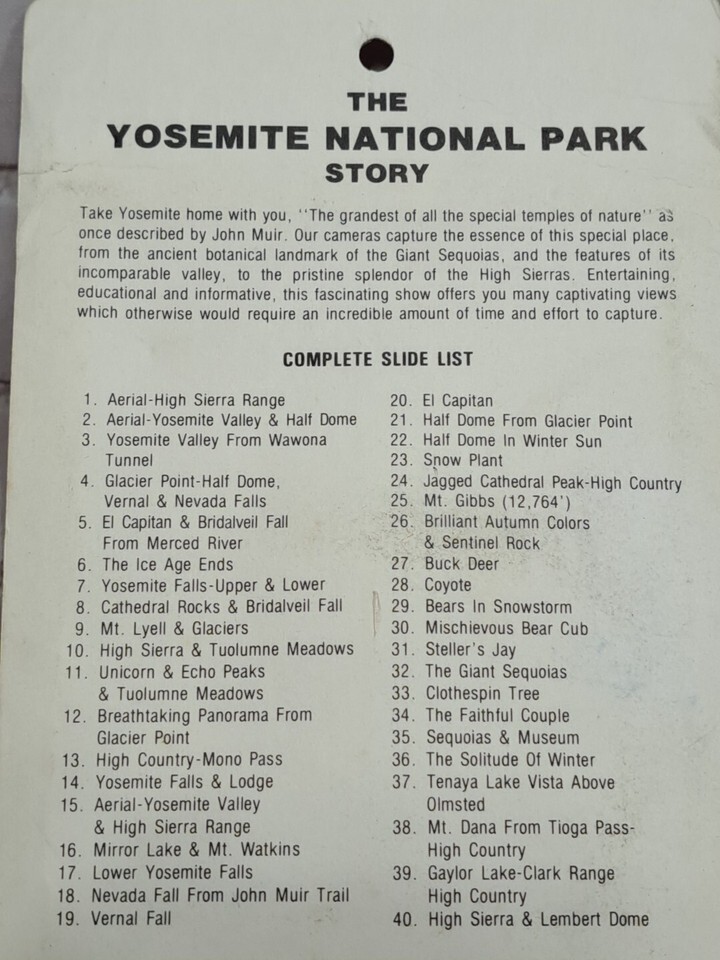 THE
YOSEMITE NATIONAL PARK
STORY
Take Yosemite home with you, ''The grandest of all the special temples of nature'' as
once described by John Muir. Our cameras capture the essence of this special place,
from the ancient botanical landmark of the Giant Sequoias, and the features of its
incomparable valley, to the pristine splendor of the High Sierras. Entertaining,
educational and informative, this fascinating show offers you many captivating views
which otherwise would require an incredible amount of time and effort to capture.
COMPLETE SLIDE LIST
1. Aerial-High Sierra Range
2. Aerial-Yosemite Valley & Half Dome
3. Yosemite Valley From Wawona
Tunnel
4. Glacier Point-Half Dome,
Vernal & Nevada Falls
5. El Capitan & Bridalveil Fall
From Merced River
6. The Ice Age Ends
7. Yosemite Falls-Upper & Lower
8. Cathedral Rocks & Bridalveil Fall
9. Mt. Lyell & Glaciers
10. High Sierra & Tuolumne Meadows
11. Unicorn & Echo Peaks
& Tuolumne Meadows
12. Breathtaking Panorama From
Glacier Point
13. High Country-Mono Pass
14. Yosemite Falls & Lodge
15. Aerial-Yosemite Valley
& High Sierra Range
16. Mirror Lake & Mt. Watkins
17. Lower Yosemite Falls
18. Nevada Fall From John Muir Trail
19. Vernal Fall
20. El Capitan
21. Half Dome From Glacier Point
22. Half Dome In Winter Sun
23. Snow Plant
24. Jagged Cathedral Peak-High Country
25. Mt. Gibbs (12,764')
26. Brilliant Autumn Colors
& Sentinel Rock
27. Buck Deer
28. Coyote
29. Bears In Snowstorm
30. Mischievous Bear Cub
31. Steller's Jay
32. The Giant Sequoias
33. Clothespin Tree
34. The Faithful Couple
35. Sequoias & Museum
36. The Solitude Of Winter
37. Tenaya Lake Vista Above
Olmsted
38. Mt. Dana From Tioga Pass-
High Country
39. Gaylor Lake-Clark Range
High Country
40. High Sierra & Lembert Dome